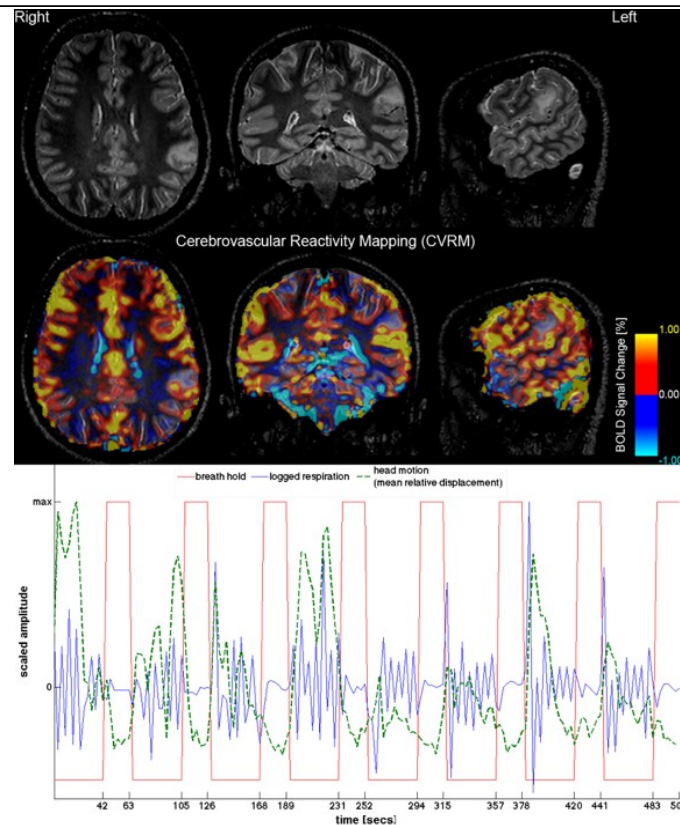 Right
Left
Cerebrovascular Reactivity Mapping (CVRM)
BOLD Signal Change [%]
1.00
0.00
-1.00
breath hold
logged respiration
head motion
(mean relative displacement)
max
0
scaled amplitude
42 63 105 126 168 189 231 252 294 315 357 378 420 441 483 50
time [secs]